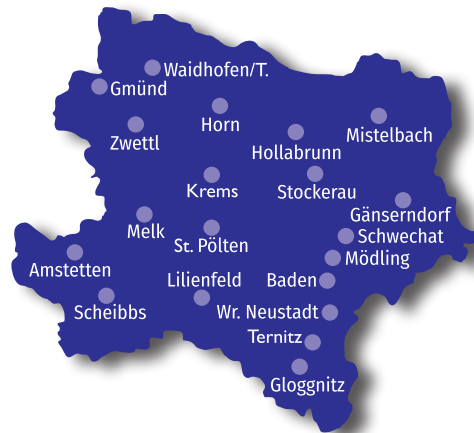 Waidhofen/T.
Gmünd
Horn
Mistelbach
Zwettl
Hollabrunn
Krems
Stockerau
Gänserndorf
Melk
St. Pölten
Schwechat
Mödling
Amstetten
Lilienfeld
Baden
Scheibbs
Wr. Neustadt
Ternitz
Gloggnitz